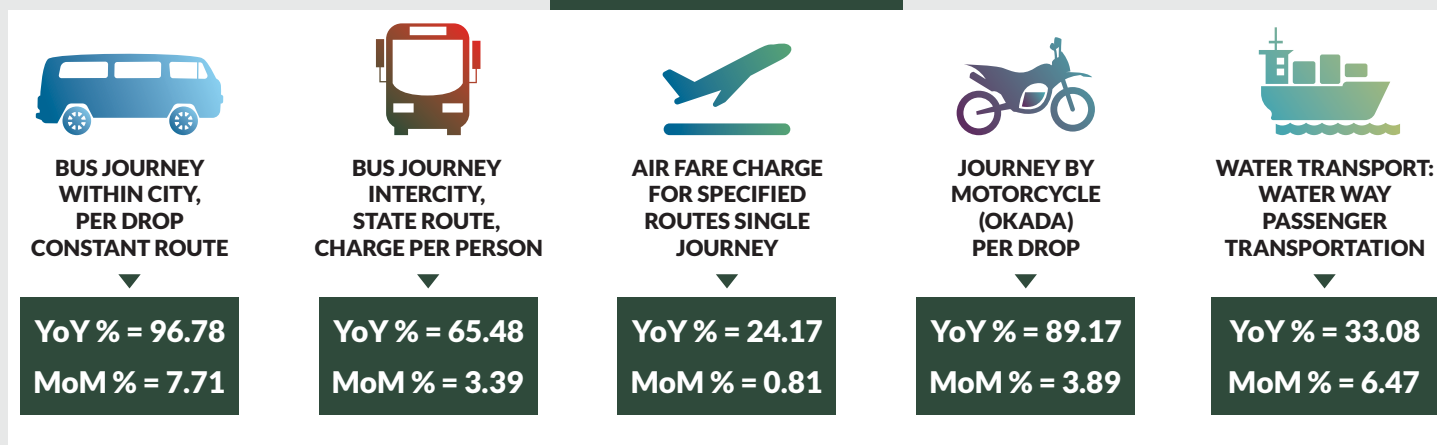 BUS JOURNEY
WITHIN CITY,
PER DROP
CONSTANT ROUTE
YoY % = 96.78
MoM % = 7.71
BUS JOURNEY
INTERCITY,
STATE ROUTE,
CHARGE PER PERSON
YoY % = 65.48
MoM % = 3.39
AIR FARE CHARGE
FOR SPECIFIED
ROUTES SINGLE
JOURNEY
YoY % = 24.17
MoM % = 0.81
JOURNEY BY
MOTORCYCLE
(OKADA)
PER DROP
YoY % = 89.17
MoM % = 3.89
WATER TRANSPORT:
WATER WAY
PASSENGER
TRANSPORTATION
YoY % = 33.08
MoM % = 6.47